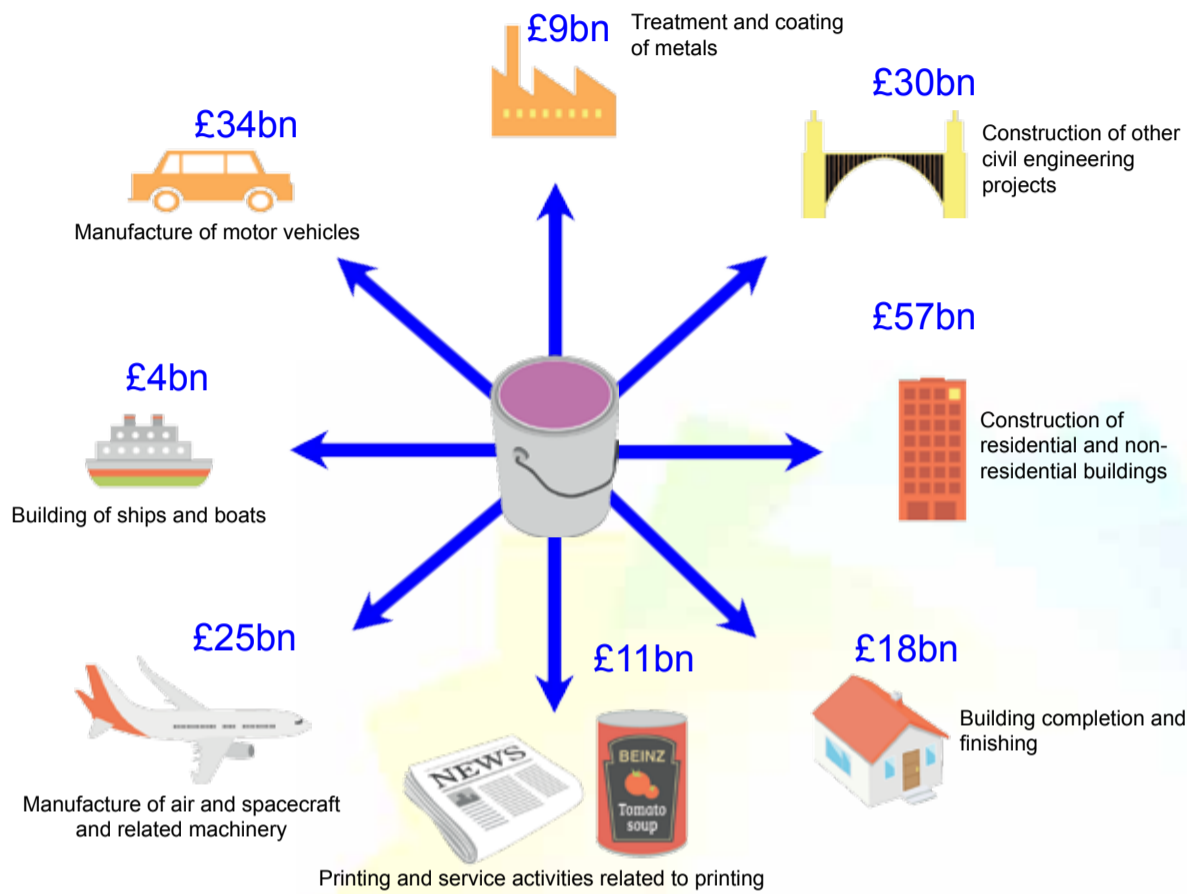 £9bn
Treatment and coating
of metals
£30bn
Construction of other
civil engineering
projects
£34bn
Manufacture of motor vehicles
£57bn
Construction of
residential and non-
residential buildings
£4bn
Building of ships and boats
£18bn
Building completion and
finishing
£25bn
Manufacture of air and spacecraft
and related machinery
£11bn
NEWS
BEINZ
Tomato
soup
Printing and service activities related to printing